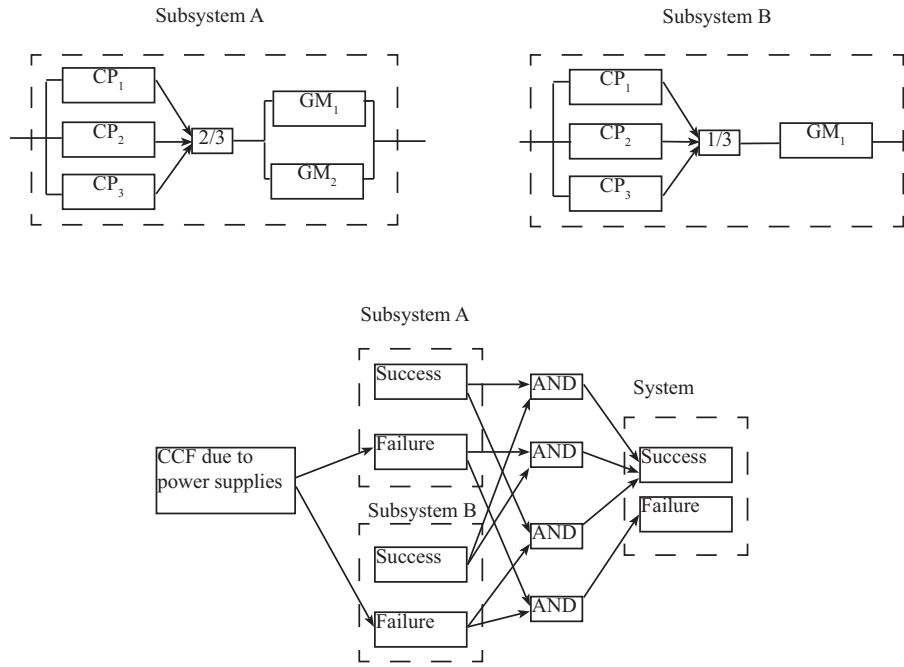 Subsystem A
CP₁
CP₂
CP₃
2/3
GM₁
GM₂
Subsystem B
CP₁
CP₂
CP₃
1/3
GM₁
CCF due to
power supplies
Subsystem A
Success
Failure
Subsystem B
Success
Failure
AND
AND
AND
AND
System
Success
Failure